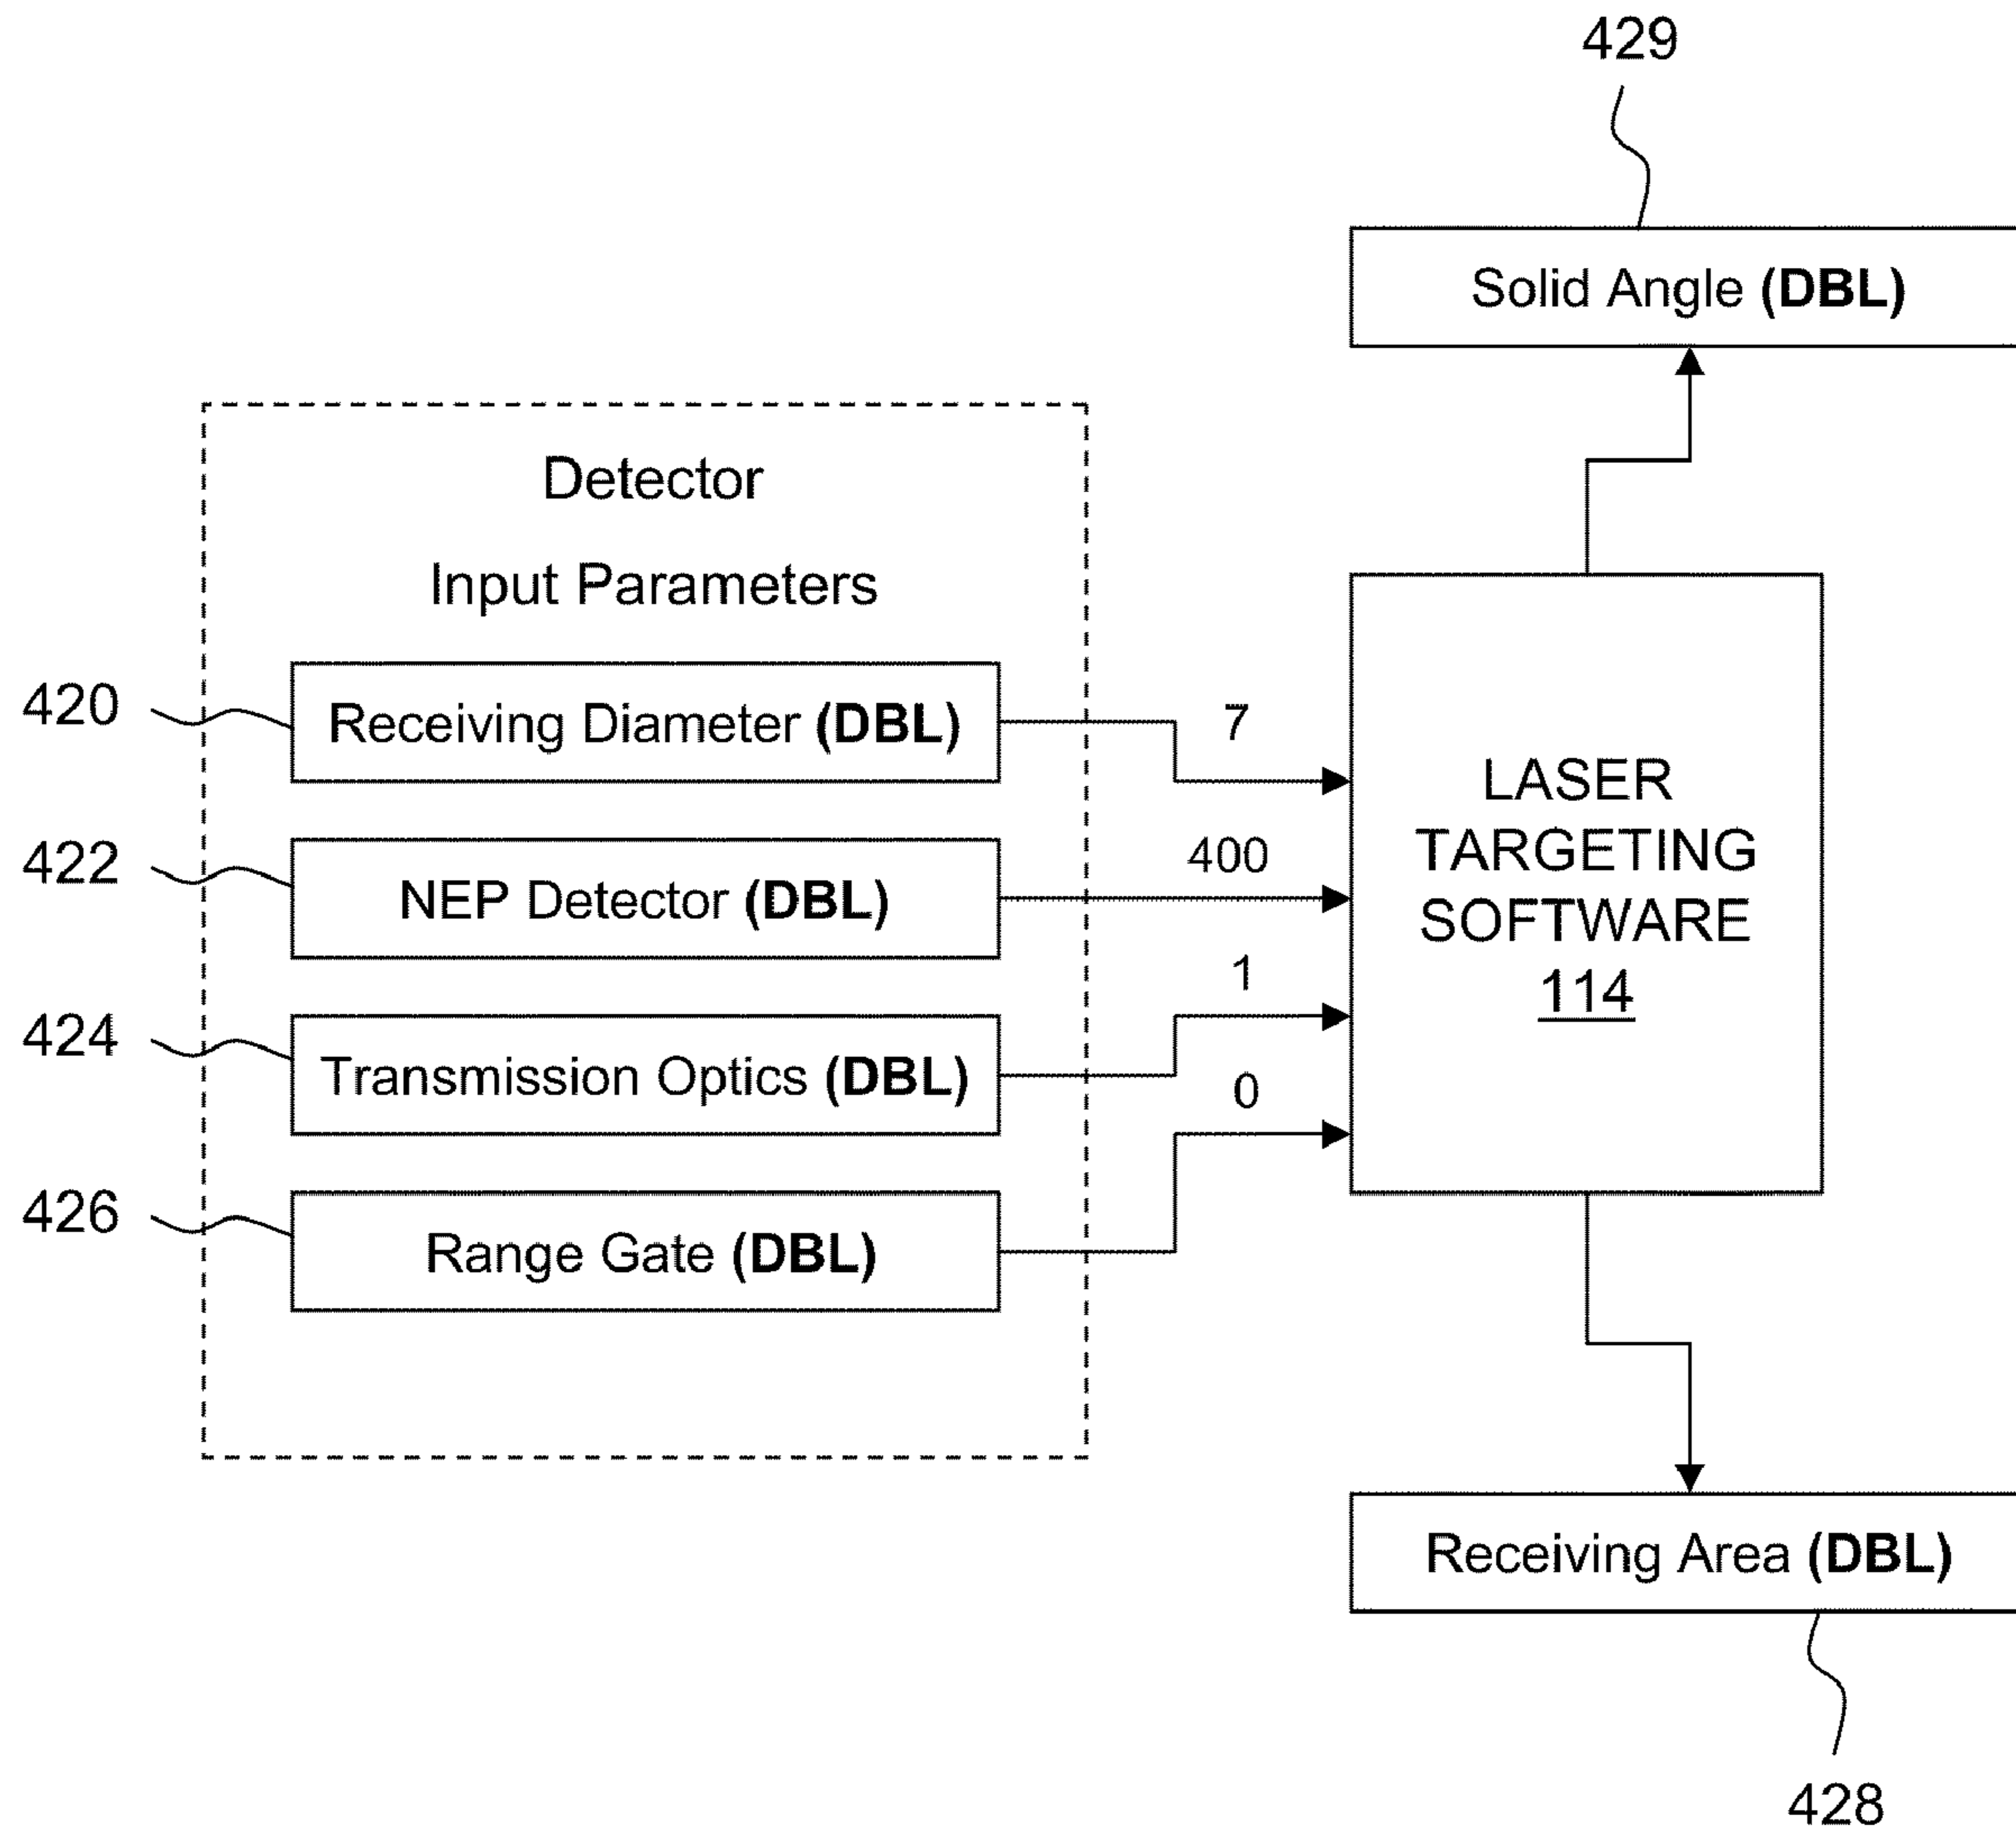 429
Solid Angle (DBL)
Detector
Input Parameters
420
Receiving Diameter (DBL)
7
422
NEP Detector (DBL)
400
424
Transmission Optics (DBL)
1
426
Range Gate (DBL)
0
LASER
TARGETING
SOFTWARE
114
Receiving Area (DBL)
428